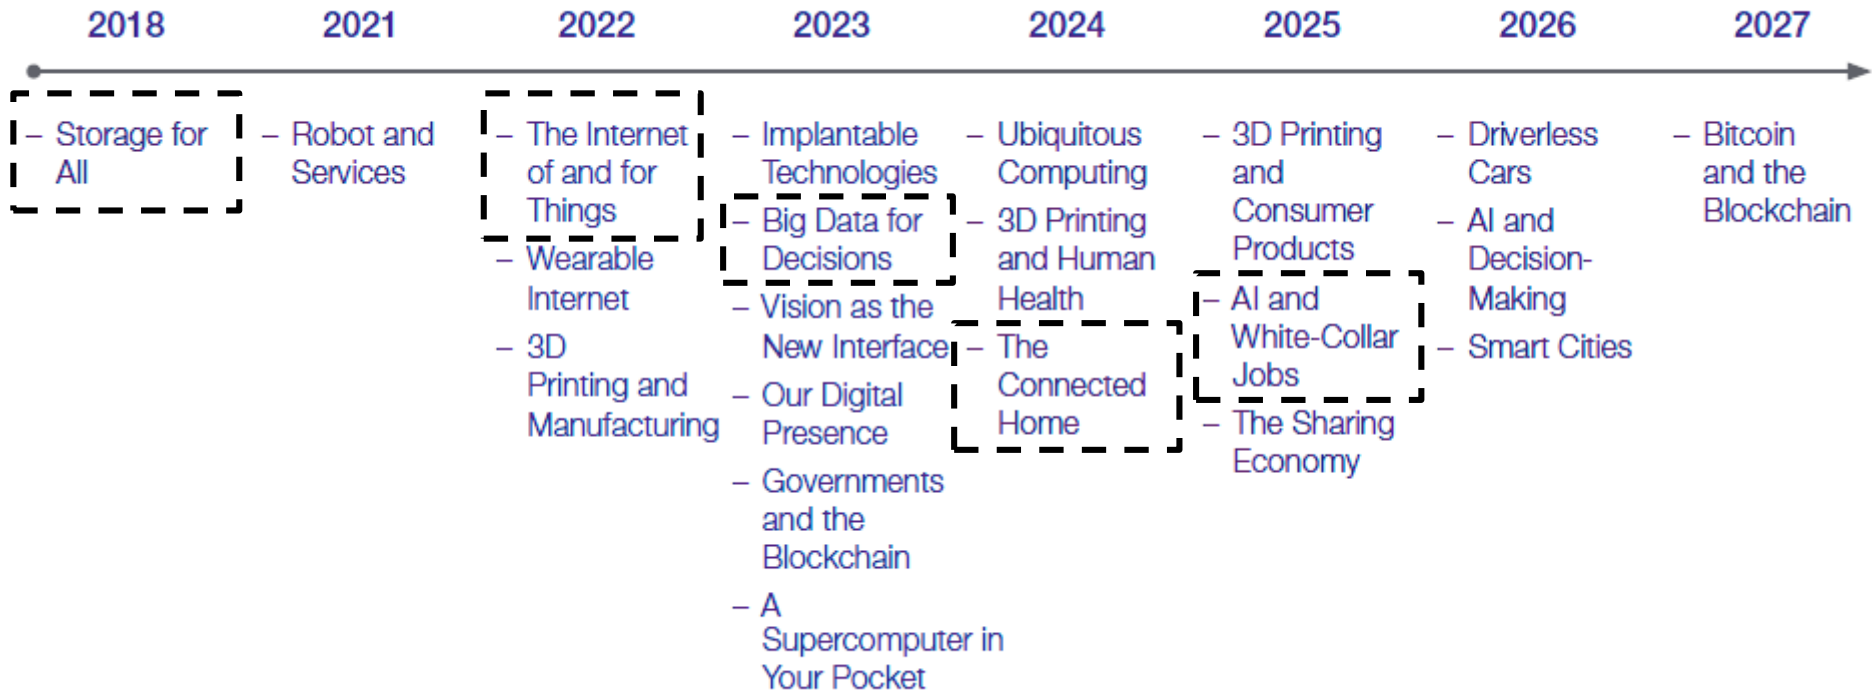 2018 2021 2022 2023 2024 2025 2026 2027
– Storage for
All
– Robot and
Services
– The Internet
of and for
Things
– Wearable
Internet
– 3D
Printing and
Manufacturing
– Implantable
Technologies
– Big Data for
Decisions
– Vision as the
New Interface
– Our Digital
Presence
– Governments
and the
Blockchain
– A
Supercomputer in
Your Pocket
– Ubiquitous
Computing
– 3D Printing
and Human
Health
– The
Connected
Home
– 3D Printing
and
Consumer
Products
– AI and
White-Collar
Jobs
– The Sharing
Economy
– Driverless
Cars
– AI and
Decision-
Making
– Smart Cities
– Bitcoin
and the
Blockchain